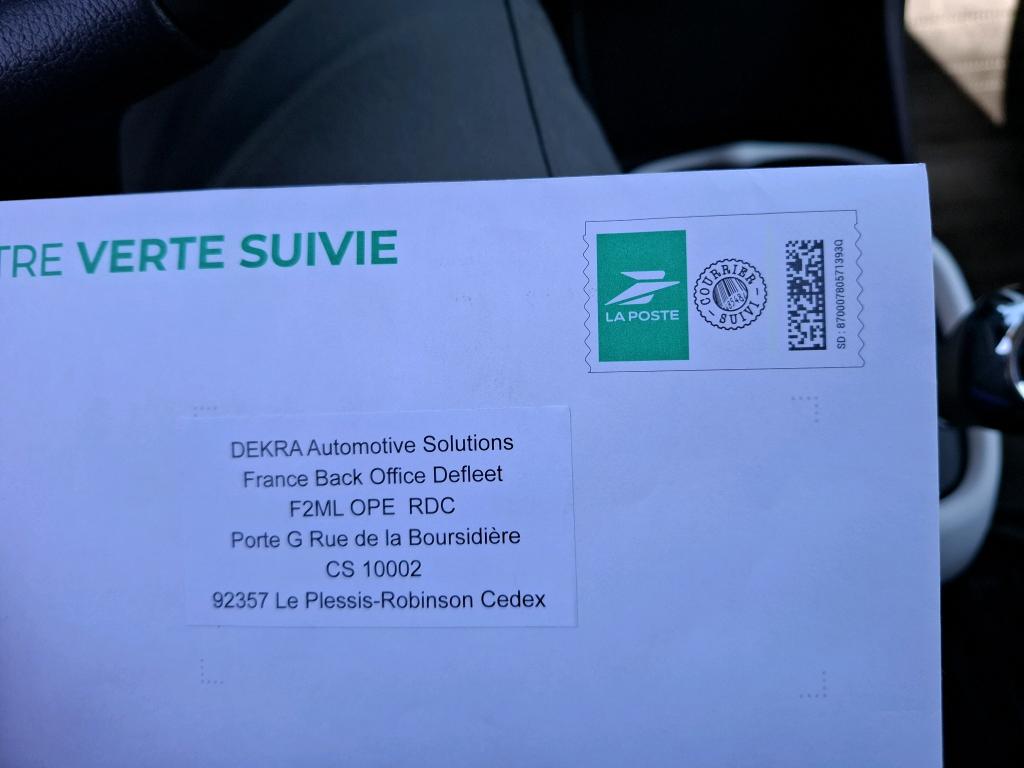 TRE VERTE SUIVIE
LA POSTE
COURRIER
SUIVI
SD : 87000780571393Q
DEKRA Automotive Solutions
France Back Office Defleet
F2ML OPE RDC
Porte G Rue de la Boursidière
CS 10002
92357 Le Plessis-Robinson Cedex